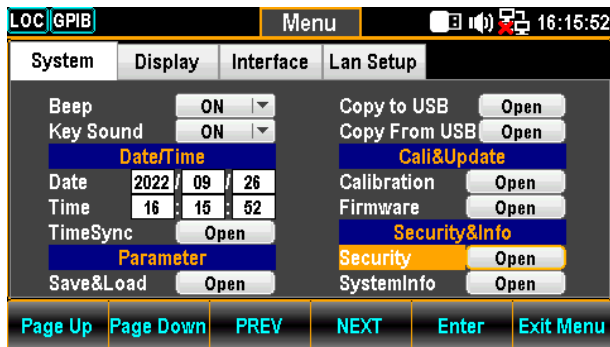 LOC GPIB Menu 16:15:52
System Display Interface Lan Setup
Beep ON
Key Sound ON
Date/Time
Date 2022 / 09 / 26
Time 16 : 15 : 52
TimeSync Open
Parameter
Save&Load Open
Copy to USB Open
Copy From USB Open
Cali&Update
Calibration Open
Firmware Open
Security&Info
Security Open
SystemInfo Open
Page Up Page Down PREV NEXT Enter Exit Menu